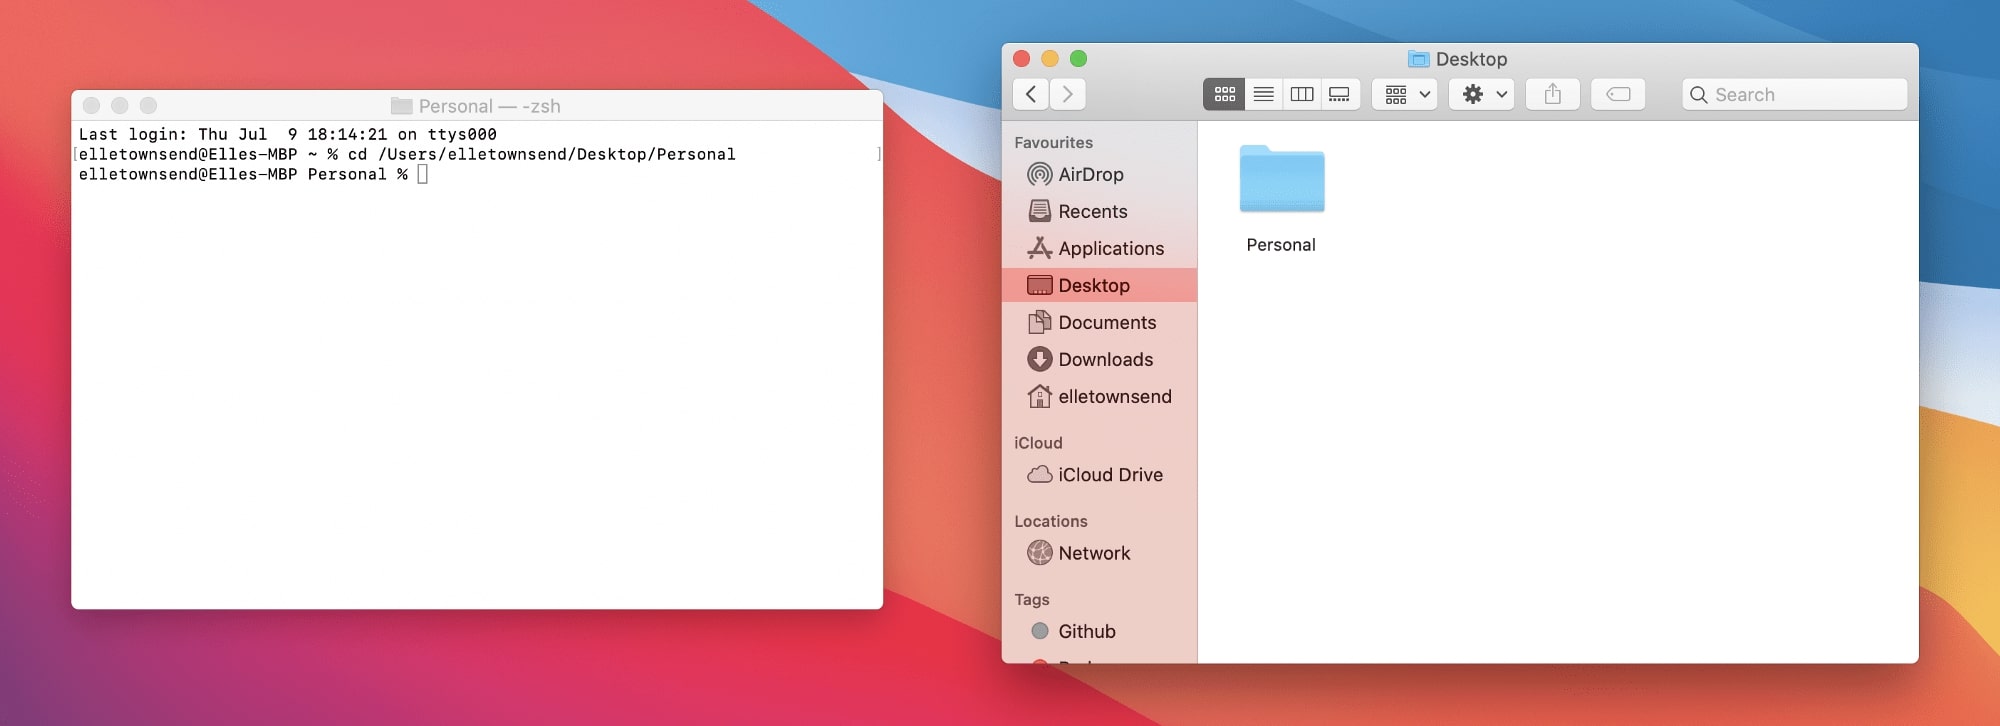 Personal — -zsh
Last login: Thu Jul  9 18:14:21 on ttys000
[elletownsend@Elles-MBP ~ % cd /Users/elletownsend/Desktop/Personal ]
elletownsend@Elles-MBP Personal %
Desktop
Search
Favourites
AirDrop
Recents
Applications
Desktop
Documents
Downloads
elletownsend
iCloud
iCloud Drive
Locations
Network
Tags
Github
Personal